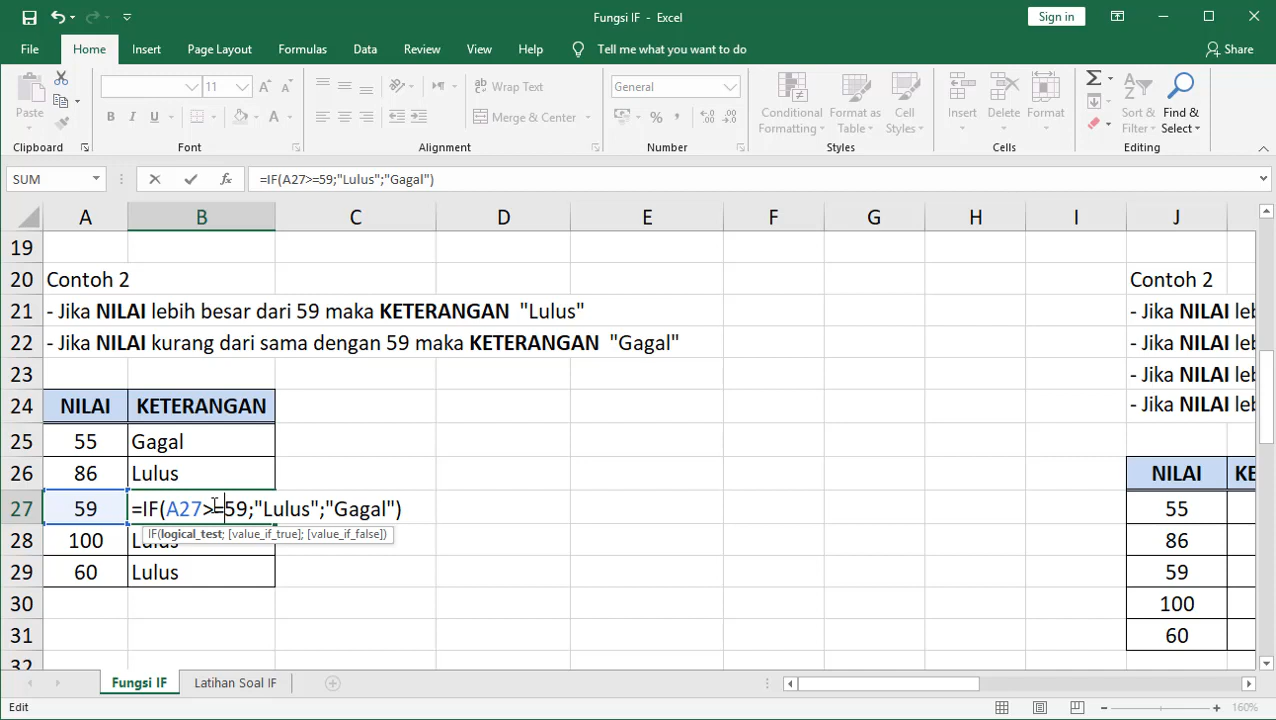 Fungsi IF - Excel
Sign in
File Home Insert Page Layout Formulas Data Review View Help Tell me what you want to do Share
Paste
11
Wrap Text
Merge & Center
General
Conditional Formatting
Format as Table
Cell Styles
Insert
Delete
Format
Sort & Filter
Find & Select
Clipboard Font Alignment Number Styles Cells Editing
SUM =IF(A27>=59;"Lulus";"Gagal")
A B C D E F G H I J
19
20 Contoh 2 Contoh 2
21 - Jika NILAI lebih besar dari 59 maka KETERANGAN "Lulus" - Jika NILAI leb
22 - Jika NILAI kurang dari sama dengan 59 maka KETERANGAN "Gagal" - Jika NILAI leb
23 - Jika NILAI leb
24 NILAI KETERANGAN - Jika NILAI leb
25 55 Gagal
26 86 Lulus NILAI KE
27 59 =IF(A27>=59;"Lulus";"Gagal") 55
IF(logical_test; [value_if_true]; [value_if_false])
28 100 Lulus 86
29 60 Lulus 59
30 100
31 60
32
Fungsi IF Latihan Soal IF
Edit 160%